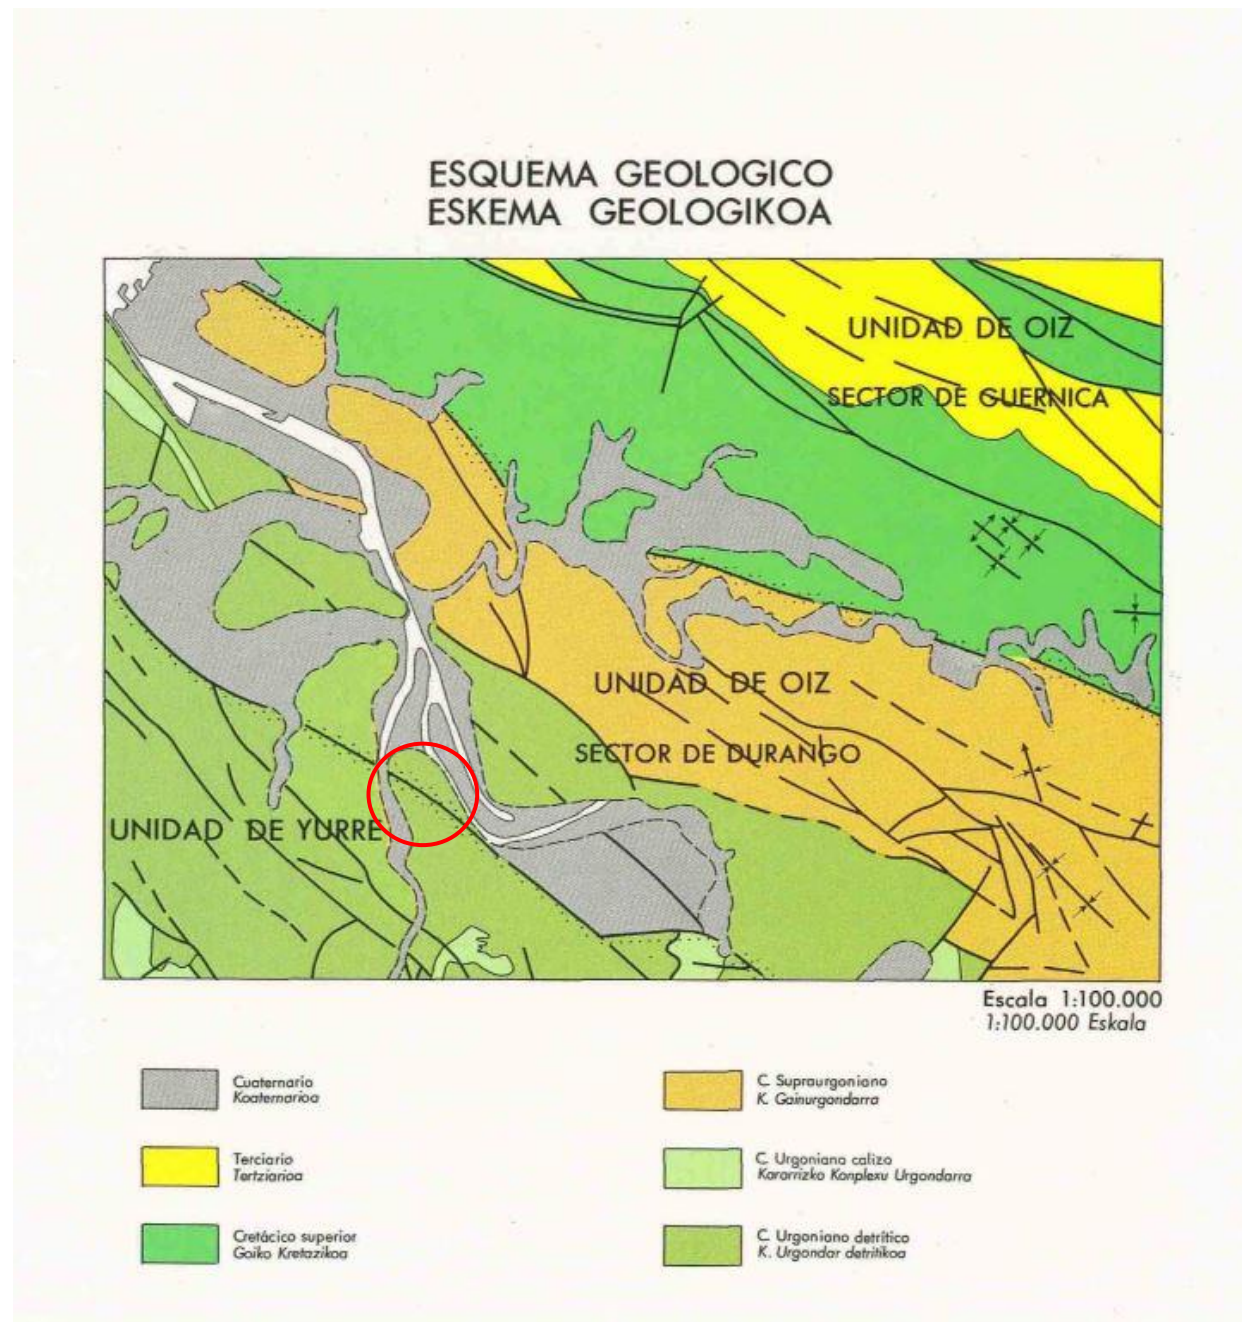 ESQUEMA GEOLOGICO
ESKEMA GEOLOGIKOA
UNIDAD DE OIZ
SECTOR DE GUERNICA
UNIDAD DE OIZ
SECTOR DE DURANGO
UNIDAD DE YURRE
Escala 1:100.000
1:100.000 Eskala
Cuaternario
Koaternarioa
Terciario
Tertziarioa
Cretácico superior
Goiko Kretazikoa
C. Supraurgoniano
K. Gainurgondarra
C. Urgoniano calizo
Kararrizko Konplexu Urgondarra
C. Urgoniano detrítico
K. Urgondar detritikoa